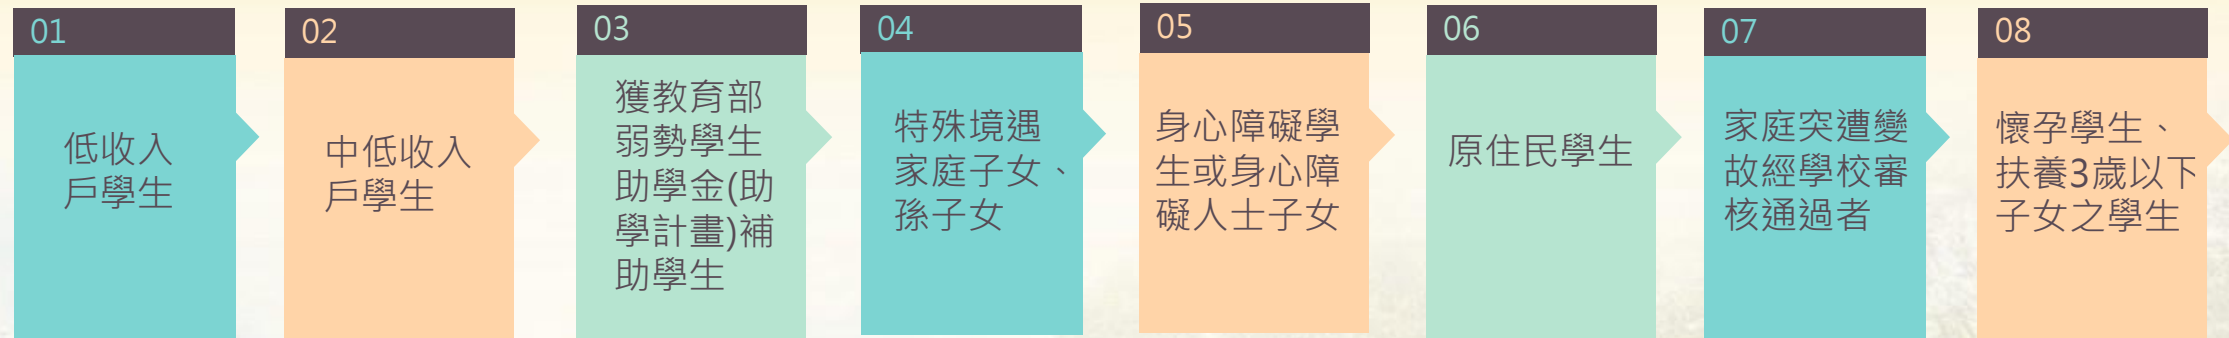 01
低收入
戶學生
02
中低收入
戶學生
03
獲教育部
弱勢學生
助學金(助
學計畫)補
助學生
04
特殊境遇
家庭子女、
孫子女
05
身心障礙學
生或身心障
礙人士子女
06
原住民學生
07
家庭突遭變
故經學校審
核通過者
08
懷孕學生、
扶養3歲以下
子女之學生